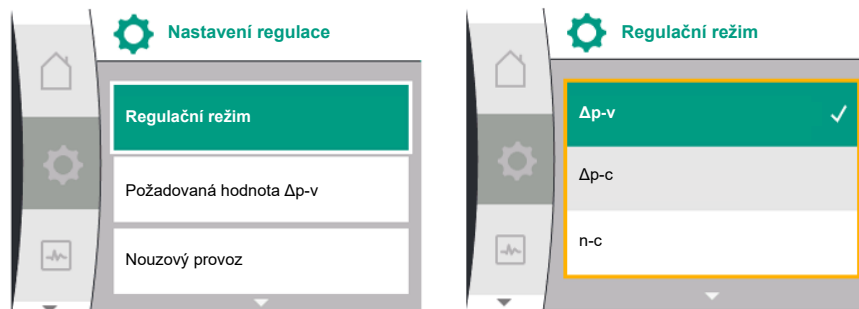 Nastavení regulace
Regulační režim
Požadovaná hodnota Δp-v
Nouzový provoz
Regulační režim
Δp-v
Δp-c
n-c